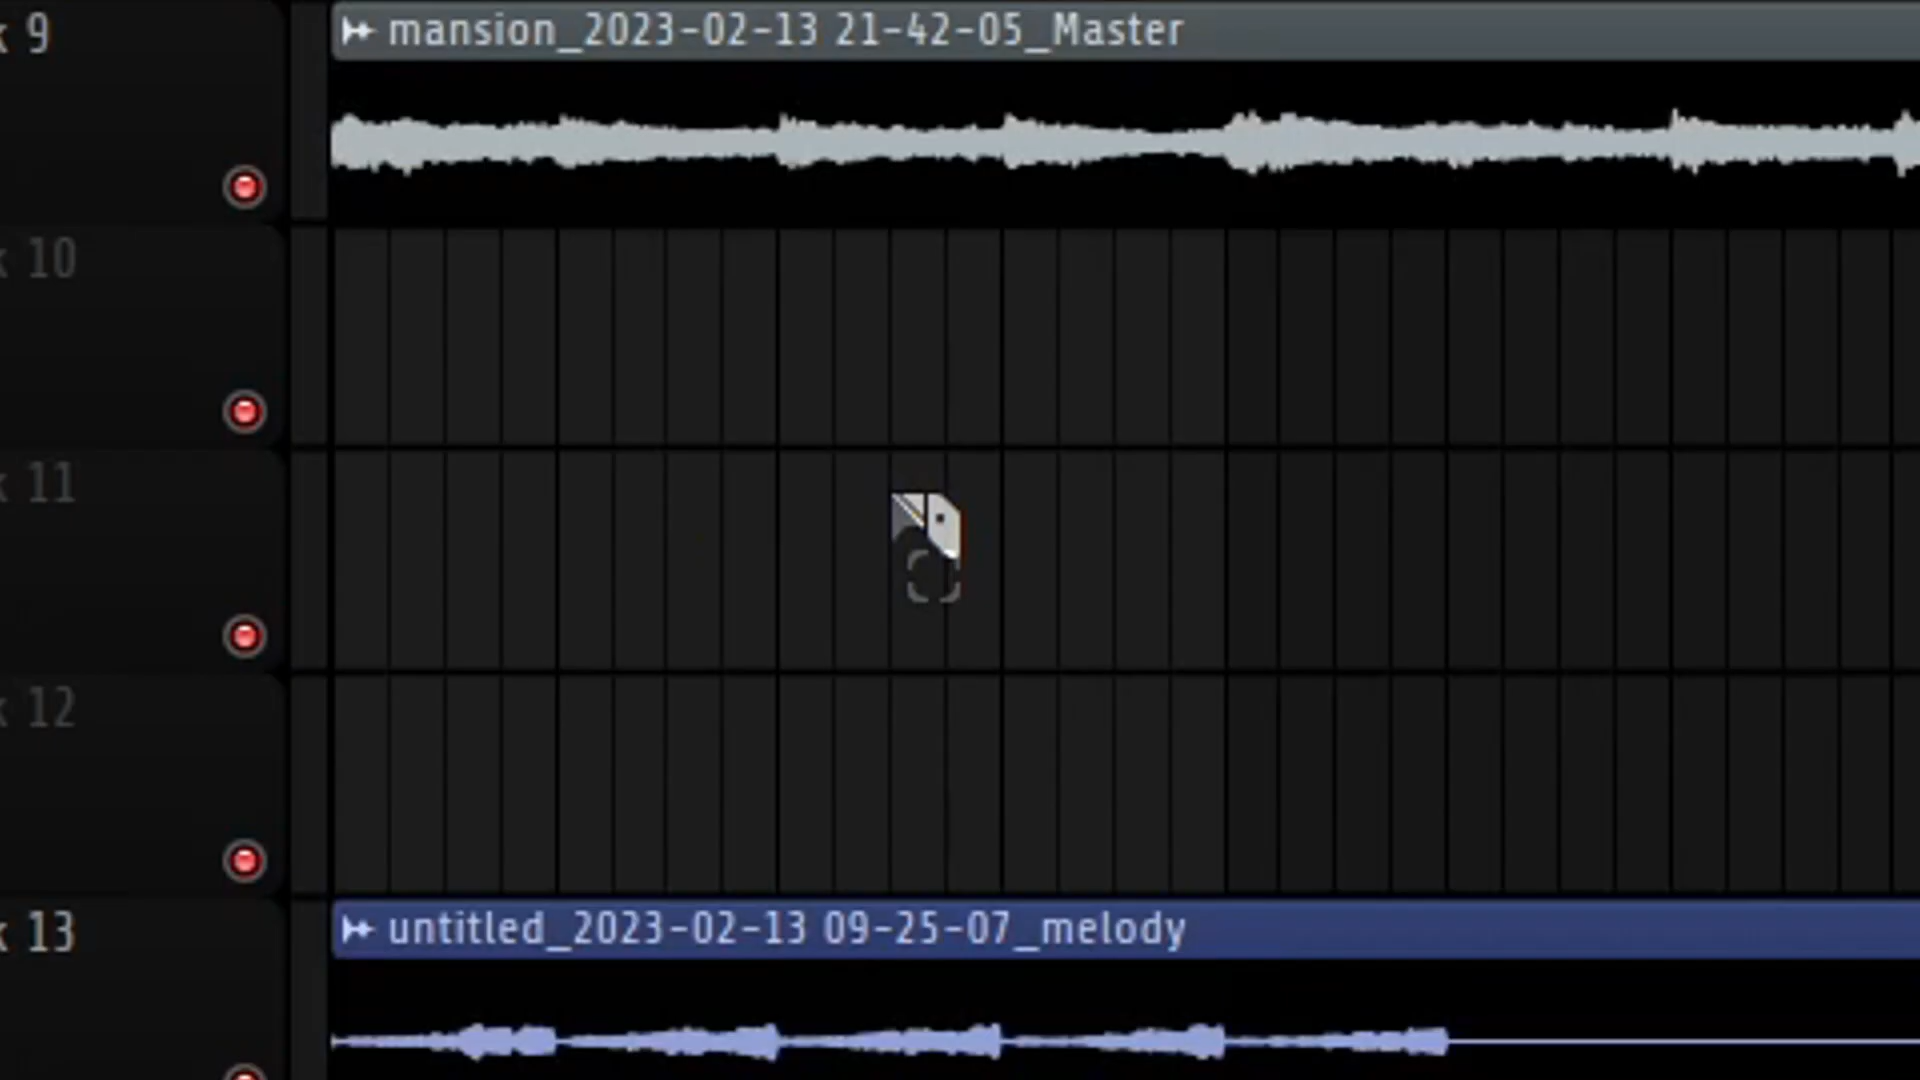 k 9
mansion_2023-02-13 21-42-05_Master
k 10
k 11
k 12
k 13
untitled_2023-02-13 09-25-07_melody